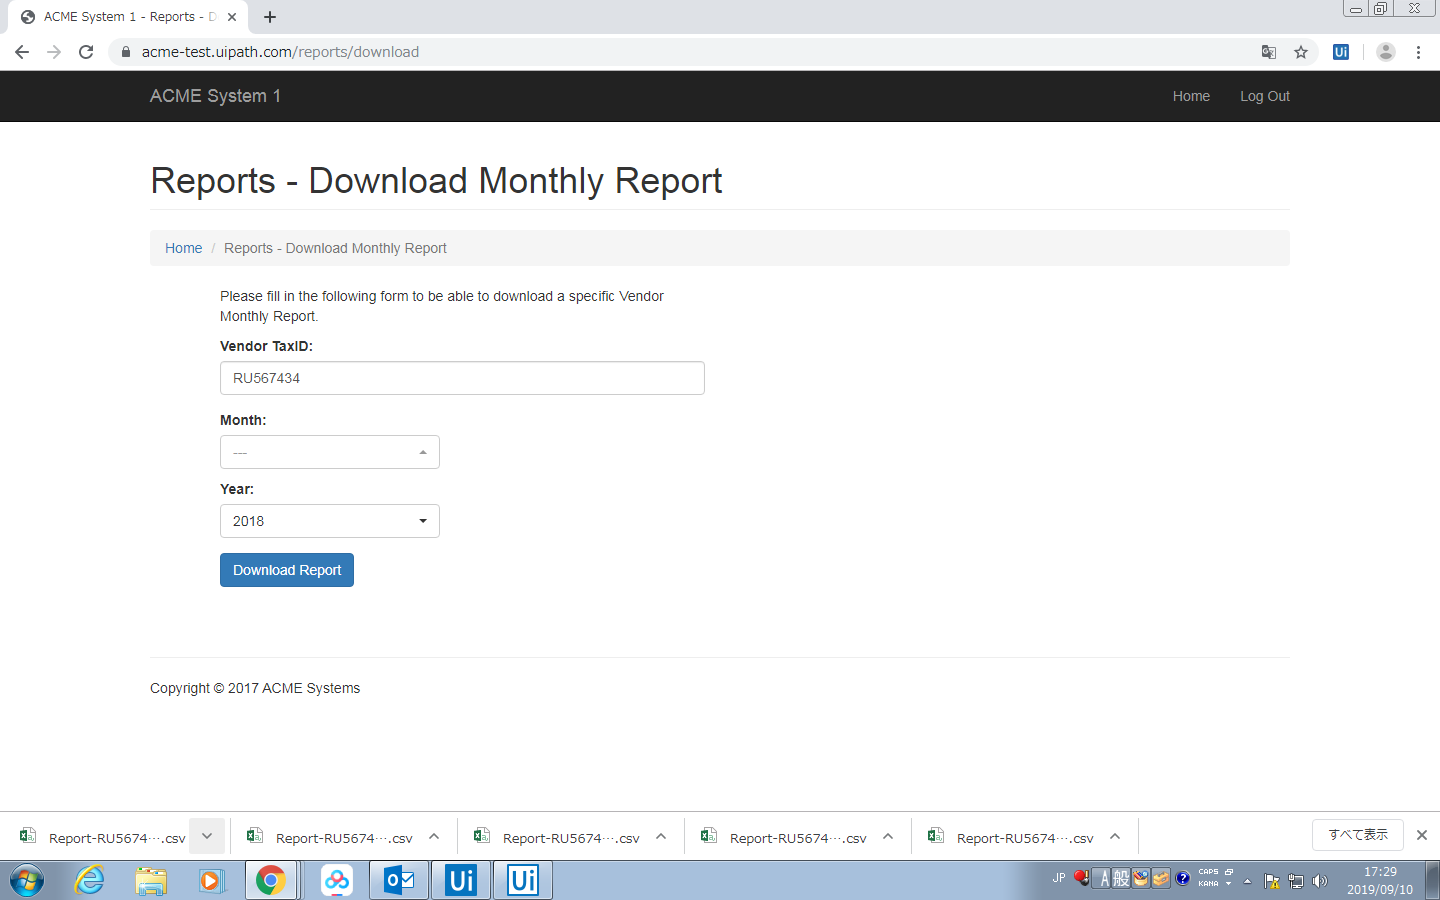 ACME System 1 - Reports - D
acme-test.uipath.com/reports/download
Ui
ACME System 1
Home
Log Out
Reports - Download Monthly Report
Home / Reports - Download Monthly Report
Please fill in the following form to be able to download a specific Vendor
Monthly Report.
Vendor TaxID:
RU567434
Month:
---
Year:
2018
Download Report
Copyright © 2017 ACME Systems
Report-RU5674….csv
Report-RU5674….csv
Report-RU5674….csv
Report-RU5674….csv
Report-RU5674….csv
すべて表示
Ui
Ui
JP
A 般
CAPS
KANA
17:29
2019/09/10